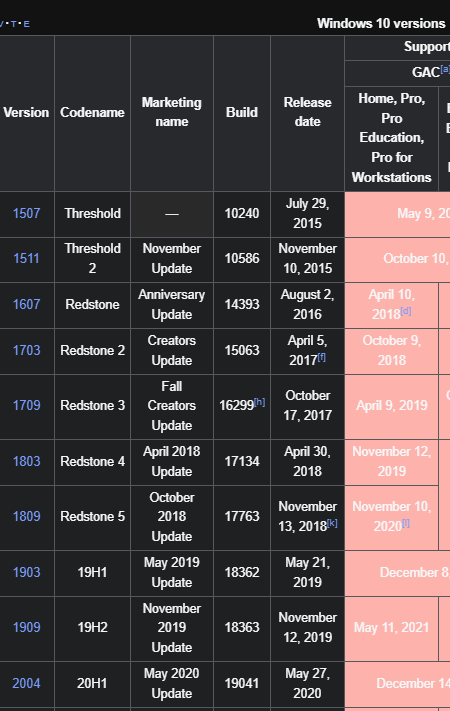 V · T · E Windows 10 versions
Support
GAC[a]
Version Codename Marketing name Build Release date Home, Pro, Pro Education, Pro for Workstations
1507 Threshold — 10240 July 29, 2015 May 9, 20
1511 Threshold 2 November Update 10586 November 10, 2015 October 10,
1607 Redstone Anniversary Update 14393 August 2, 2016 April 10, 2018[d]
1703 Redstone 2 Creators Update 15063 April 5, 2017[f] October 9, 2018
1709 Redstone 3 Fall Creators Update 16299[h] October 17, 2017 April 9, 2019
1803 Redstone 4 April 2018 Update 17134 April 30, 2018 November 12, 2019
1809 Redstone 5 October 2018 Update 17763 November 13, 2018[k] November 10, 2020[l]
1903 19H1 May 2019 Update 18362 May 21, 2019 December 8,
1909 19H2 November 2019 Update 18363 November 12, 2019 May 11, 2021
2004 20H1 May 2020 Update 19041 May 27, 2020 December 14